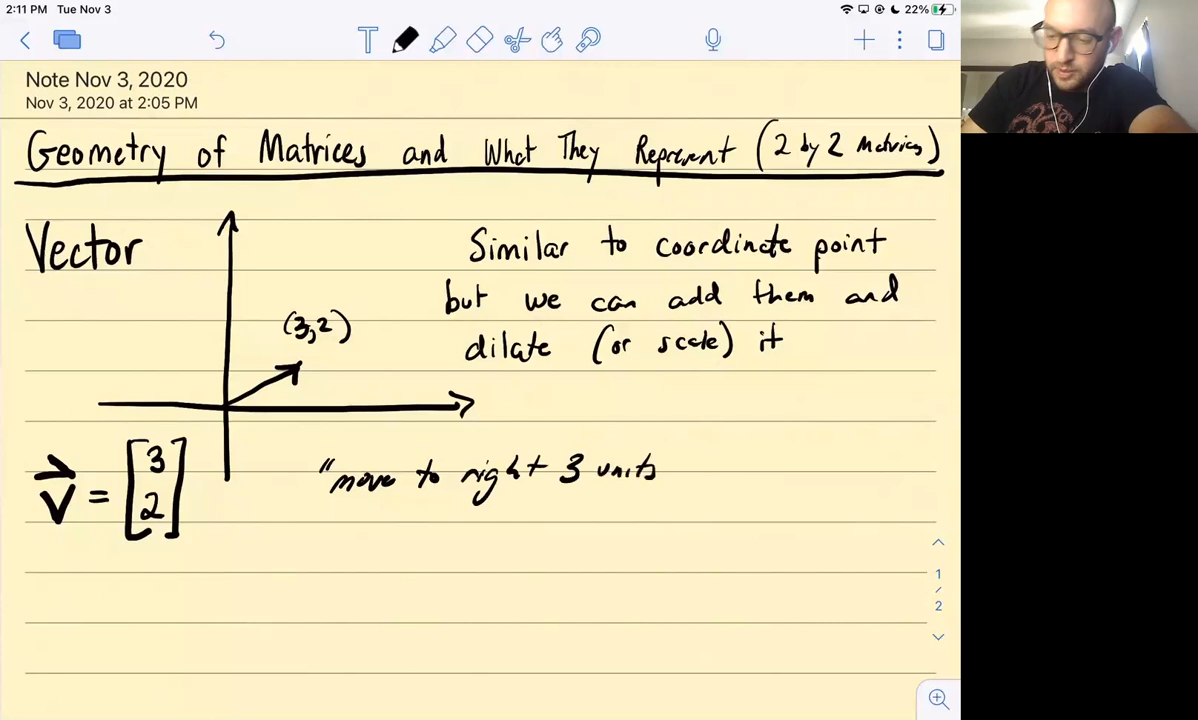 2:11 PM Tue Nov 3
22%
Note Nov 3, 2020
Nov 3, 2020 at 2:05 PM
Geometry of Matrices and What They Represent (2 by 2 Matrices)
Vector
Similar to coordinate point
but we can add them and
dilate (or scale) it
(3,2)
V = [3
2]
"move to right 3 units
1
/
2